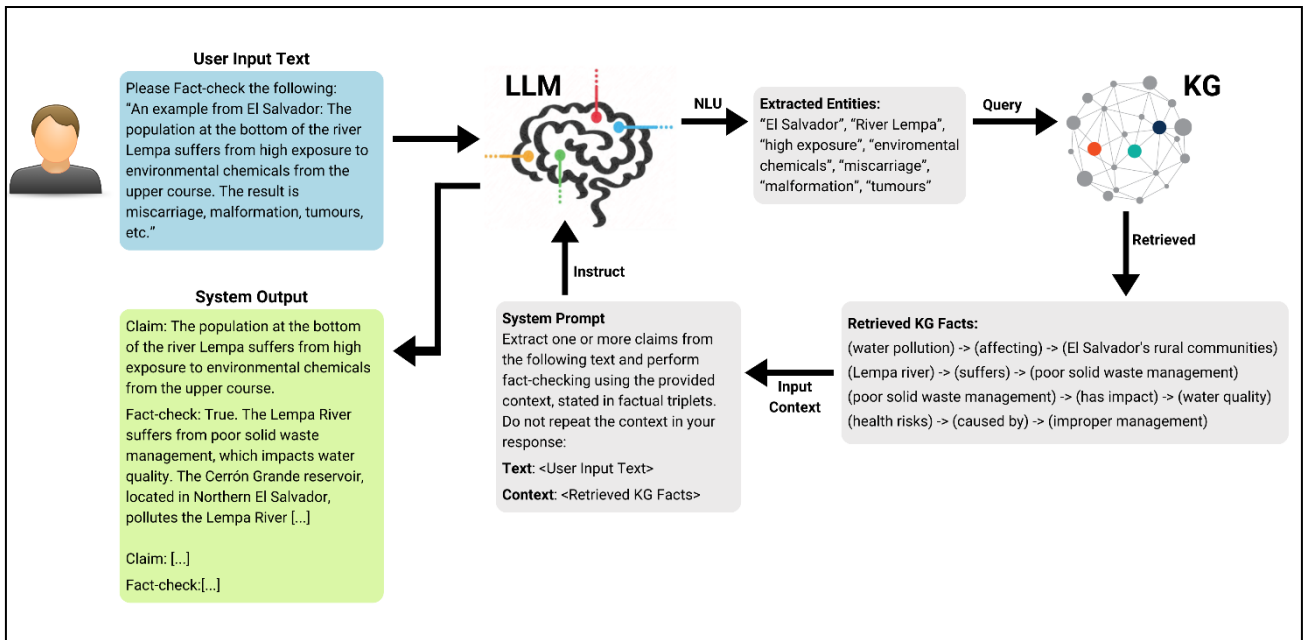 User Input Text
Please Fact-check the following:
“An example from El Salvador: The
population at the bottom of the river
Lempa suffers from high exposure to
environmental chemicals from the
upper course. The result is
miscarriage, malformation, tumours,
etc.”
LLM
NLU
Extracted Entities:
“El Salvador”, “River Lempa”,
“high exposure”, “enviromental
chemicals”, “miscarriage”,
“malformation”, “tumours”
Query
KG
Retrieved
Retrieved KG Facts:
(water pollution) -> (affecting) -> (El Salvador's rural communities)
(Lempa river) -> (suffers) -> (poor solid waste management)
(poor solid waste management) -> (has impact) -> (water quality)
(health risks) -> (caused by) -> (improper management)
Input
Context
System Prompt
Extract one or more claims from
the following text and perform
fact-checking using the provided
context, stated in factual triplets.
Do not repeat the context in your
response:
Text: <User Input Text>
Context: <Retrieved KG Facts>
Instruct
System Output
Claim: The population at the bottom
of the river Lempa suffers from high
exposure to environmental chemicals
from the upper course.
Fact-check: True. The Lempa River
suffers from poor solid waste
management, which impacts water
quality. The Cerrón Grande reservoir,
located in Northern El Salvador,
pollutes the Lempa River [...]
Claim: [...]
Fact-check:[...]